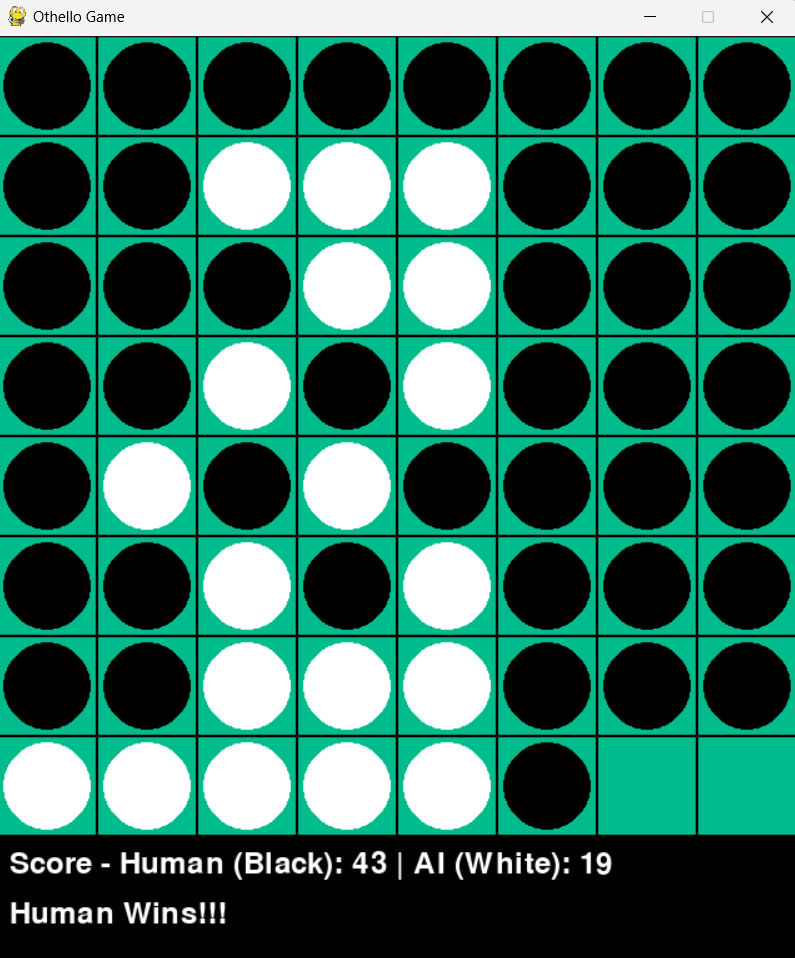 Othello Game
Score - Human (Black): 43 | AI (White): 19
Human Wins!!!